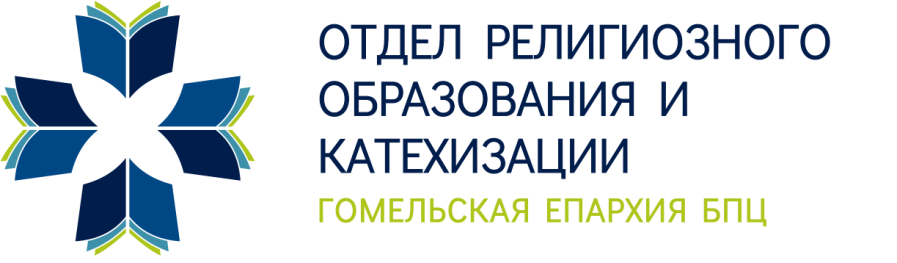 ОТДЕЛ РЕЛИГИОЗНОГО
ОБРАЗОВАНИЯ И
КАТЕХИЗАЦИИ
ГОМЕЛЬСКАЯ ЕПАРХИЯ БПЦ